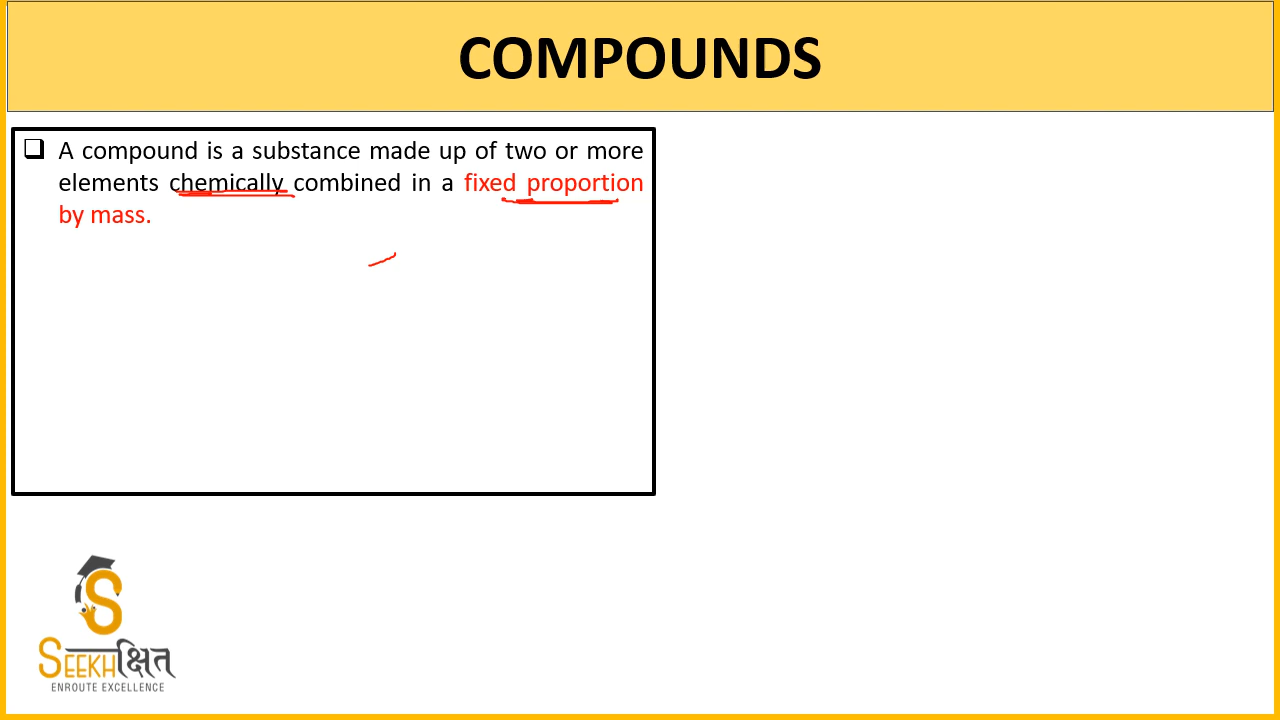 COMPOUNDS
❑ A compound is a substance made up of two or more
elements chemically combined in a fixed proportion
by mass.
S
SEEKHक्षित
ENROUTE EXCELLENCE